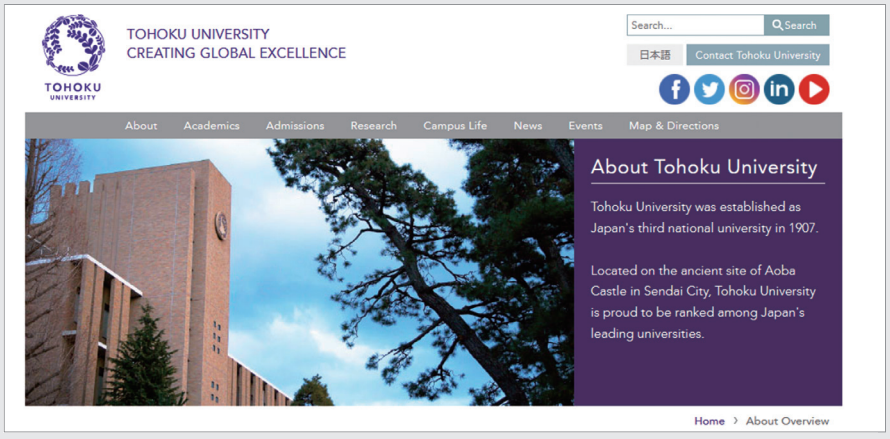 TOHOKU UNIVERSITY
CREATING GLOBAL EXCELLENCE
TOHOKU
UNIVERSITY
Search...
Search
日本語
Contact Tohoku University
f
in
About
Academics
Admissions
Research
Campus Life
News
Events
Map & Directions
About Tohoku University
Tohoku University was established as
Japan's third national university in 1907.
Located on the ancient site of Aoba
Castle in Sendai City, Tohoku University
is proud to be ranked among Japan's
leading universities.
Home > About Overview